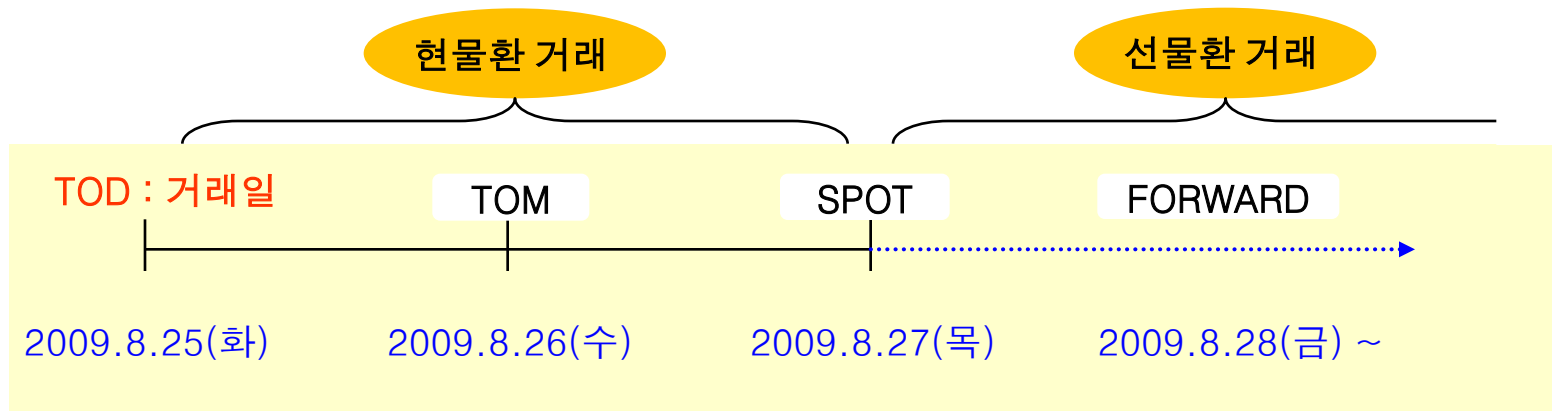 현물환 거래
선물환 거래
TOD : 거래일
TOM
SPOT
FORWARD
2009.8.25(화)
2009.8.26(수)
2009.8.27(목)
2009.8.28(금) ~